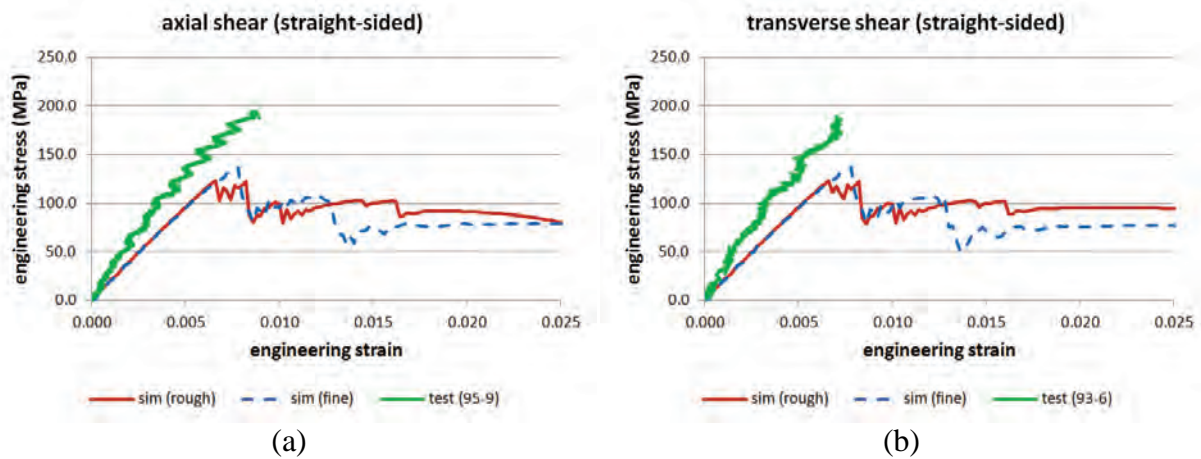 axial shear (straight-sided)
250.0
200.0
150.0
100.0
50.0
0.0
engineering stress (MPa)
0.000 0.005 0.010 0.015 0.020 0.025
engineering strain
sim (rough) sim (fine) test (95-9)
(a)
transverse shear (straight-sided)
250.0
200.0
150.0
100.0
50.0
0.0
engineering stress (MPa)
0.000 0.005 0.010 0.015 0.020 0.025
engineering strain
sim (rough) sim (fine) test (93-6)
(b)